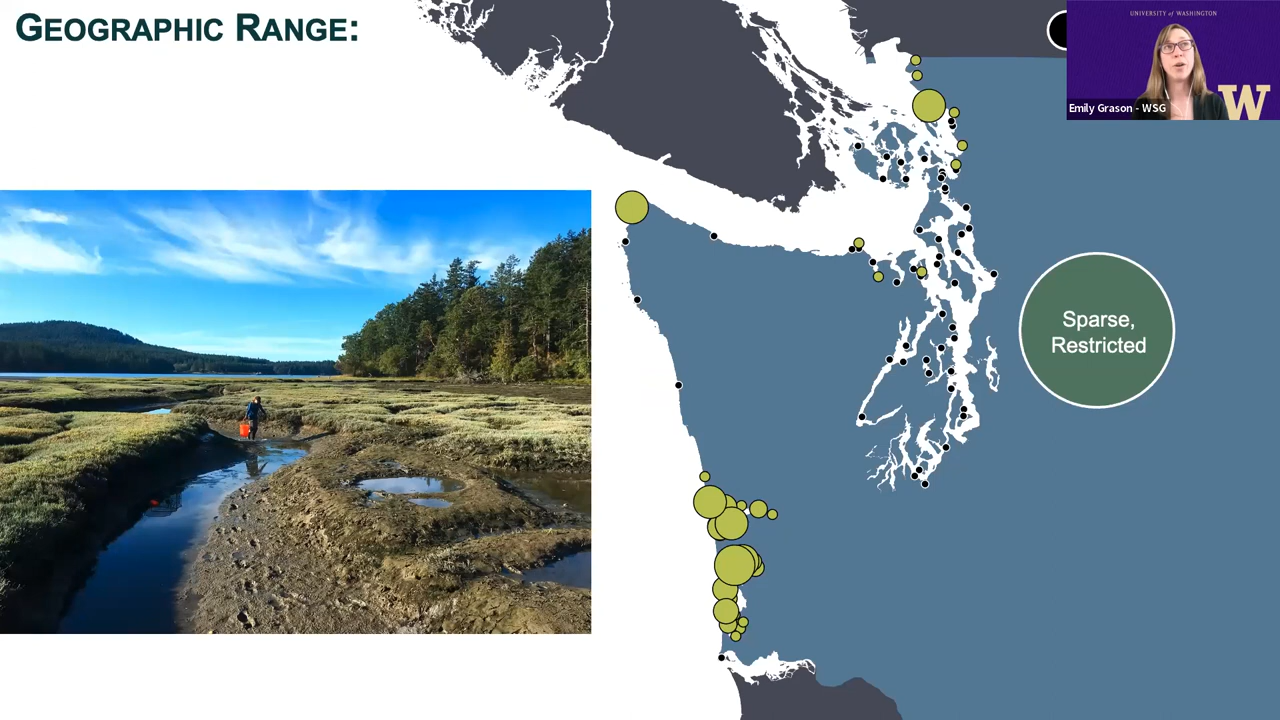 GEOGRAPHIC RANGE:
UNIVERSITY of WASHINGTON
W
Emily Grason - WSG
Sparse,
Restricted